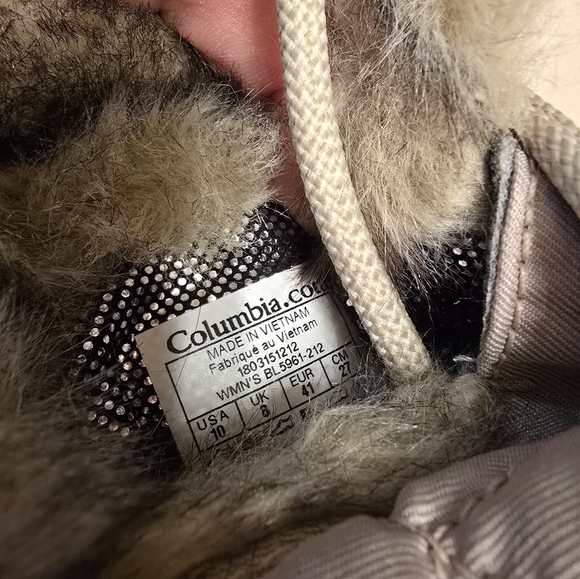 Columbia.com
MADE IN VIETNAM
Fabriqué au Vietnam
1803151212
WMN'S BL5961-212
USA UK EUR CM
10 8 41 27